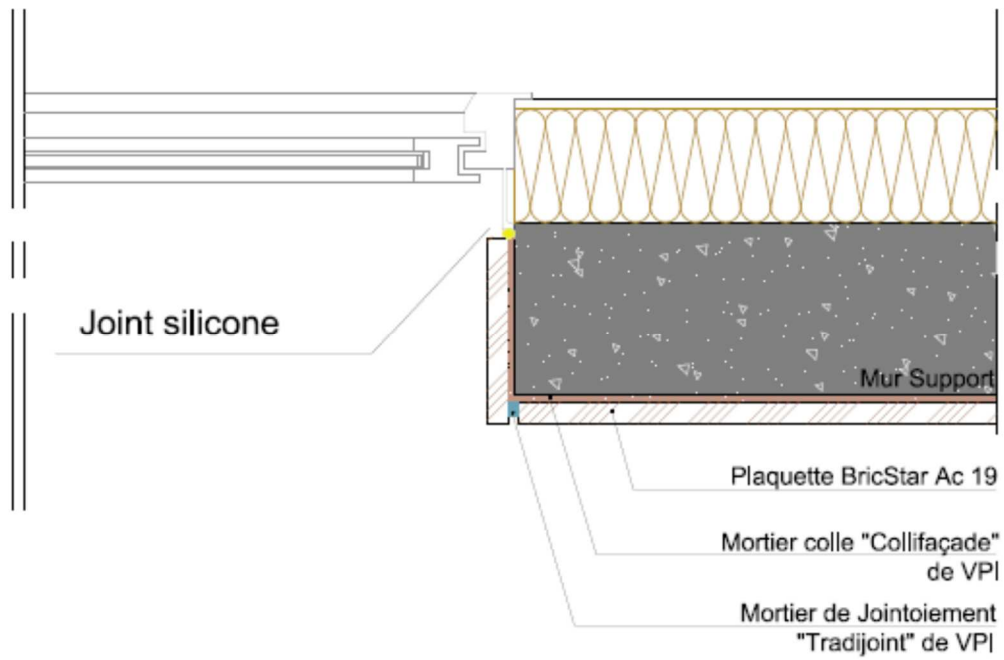 Joint silicone
Mur Support
Plaquette BricStar Ac 19
Mortier colle "Collifaçade"
de VPI
Mortier de Jointoiement
"Tradijoint" de VPI